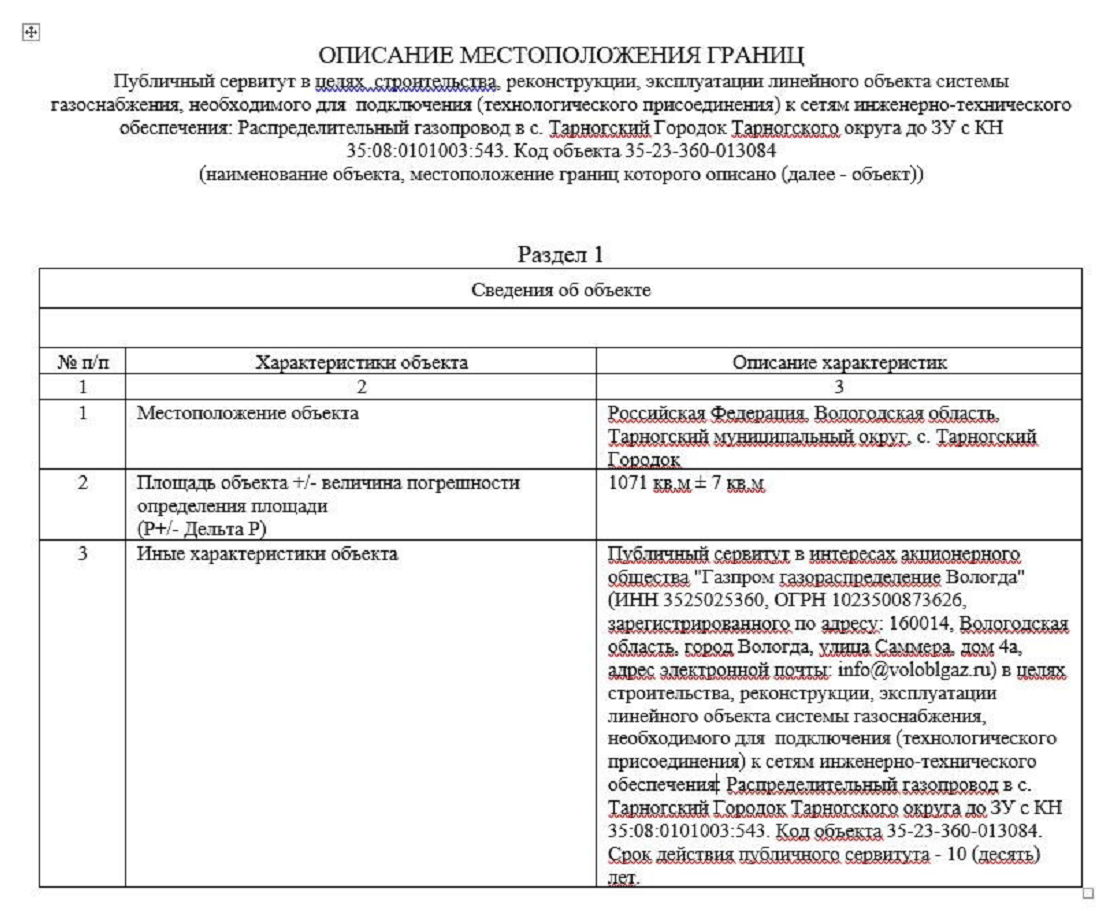 ОПИСАНИЕ МЕСТОПОЛОЖЕНИЯ ГРАНИЦ
Публичный сервитут в целях строительства, реконструкции, эксплуатации линейного объекта системы
газоснабжения, необходимого для подключения (технологического присоединения) к сетям инженерно-технического
обеспечения: Распределительный газопровод в с. Тарногский Городок Тарногского округа до ЗУ с КН
35:08:0101003:543. Код объекта 35-23-360-013084
(наименование объекта, местоположение границ которого описано (далее - объект))
Раздел 1
Сведения об объекте
№ п/п Характеристики объекта Описание характеристик
1 2 3
1 Местоположение объекта Российская Федерация, Вологодская область,
Тарногский муниципальный округ, с. Тарногский
Городок
2 Площадь объекта +/- величина погрешности 1071 кв.м ± 7 кв.м
определения площади
(P+/- Дельта P)
3 Иные характеристики объекта Публичный сервитут в интересах акционерного
общества "Газпром газораспределение Вологда"
(ИНН 3525025360, ОГРН 1023500873626,
зарегистрированного по адресу: 160014, Вологодская
область, город Вологда, улица Саммера, дом 4а,
адрес электронной почты: info@voloblgaz.ru) в целях
строительства, реконструкции, эксплуатации
линейного объекта системы газоснабжения,
необходимого для подключения (технологического
присоединения) к сетям инженерно-технического
обеспечения: Распределительный газопровод в с.
Тарногский Городок Тарногского округа до ЗУ с КН
35:08:0101003:543. Код объекта 35-23-360-013084.
Срок действия публичного сервитута - 10 (десять)
лет.